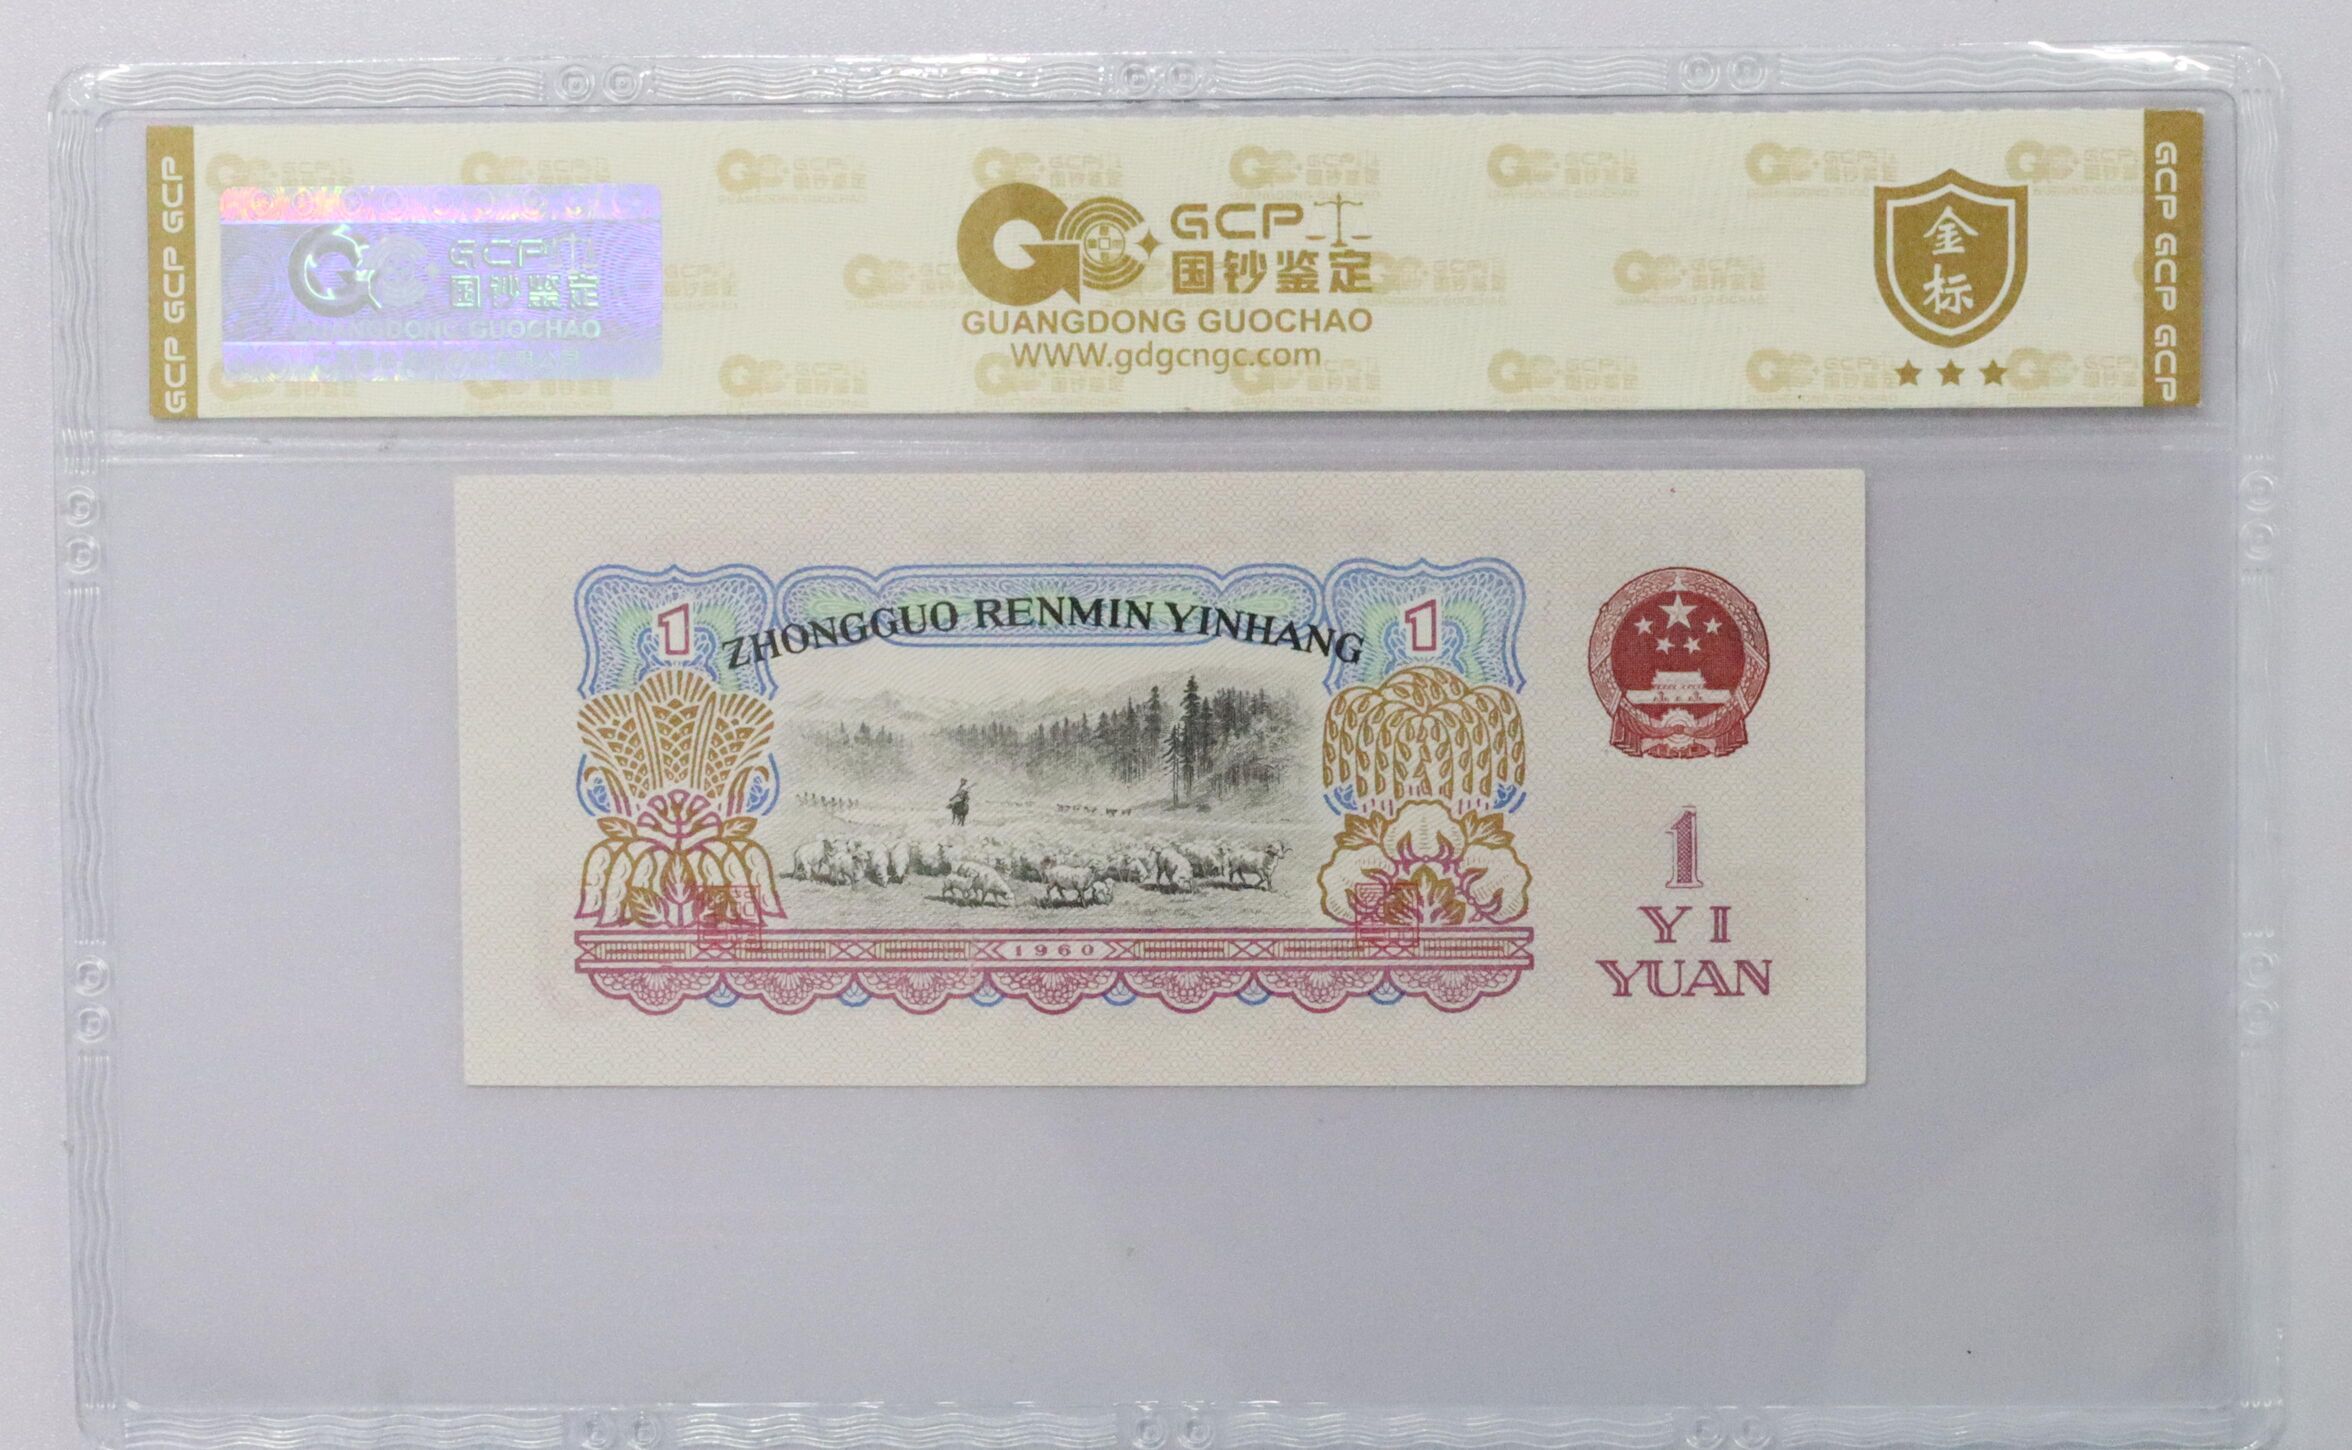 GCP GCP GCP
GCP
国钞鉴定
GUANGDONG GUOCHAO
GCP
国钞鉴定
GUANGDONG GUOCHAO
WWW.gdgcngc.com
金
标
GCP GCP GCP
1
ZHONGGUO RENMIN YINHANG
1
1960
1
YI
YUAN